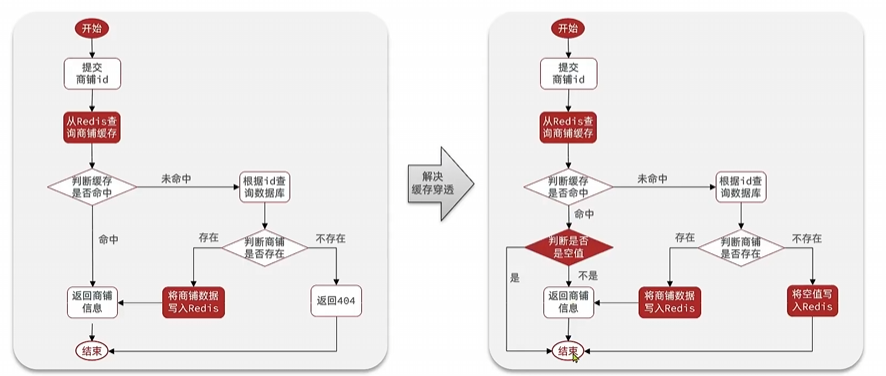 开始
提交
商铺id
从Redis查
询商铺缓存
判断缓存
是否命中
未命中
根据id查
询数据库
命中
存在
判断商铺
是否存在
不存在
返回商铺
信息
将商铺数据
写入Redis
返回404
结束
解决
缓存穿透
开始
提交
商铺id
从Redis查
询商铺缓存
判断缓存
是否命中
未命中
根据id查
询数据库
命中
判断是否
是空值
存在
判断商铺
是否存在
不存在
是
不是
返回商铺
信息
将商铺数据
写入Redis
将空值写
入Redis
结束